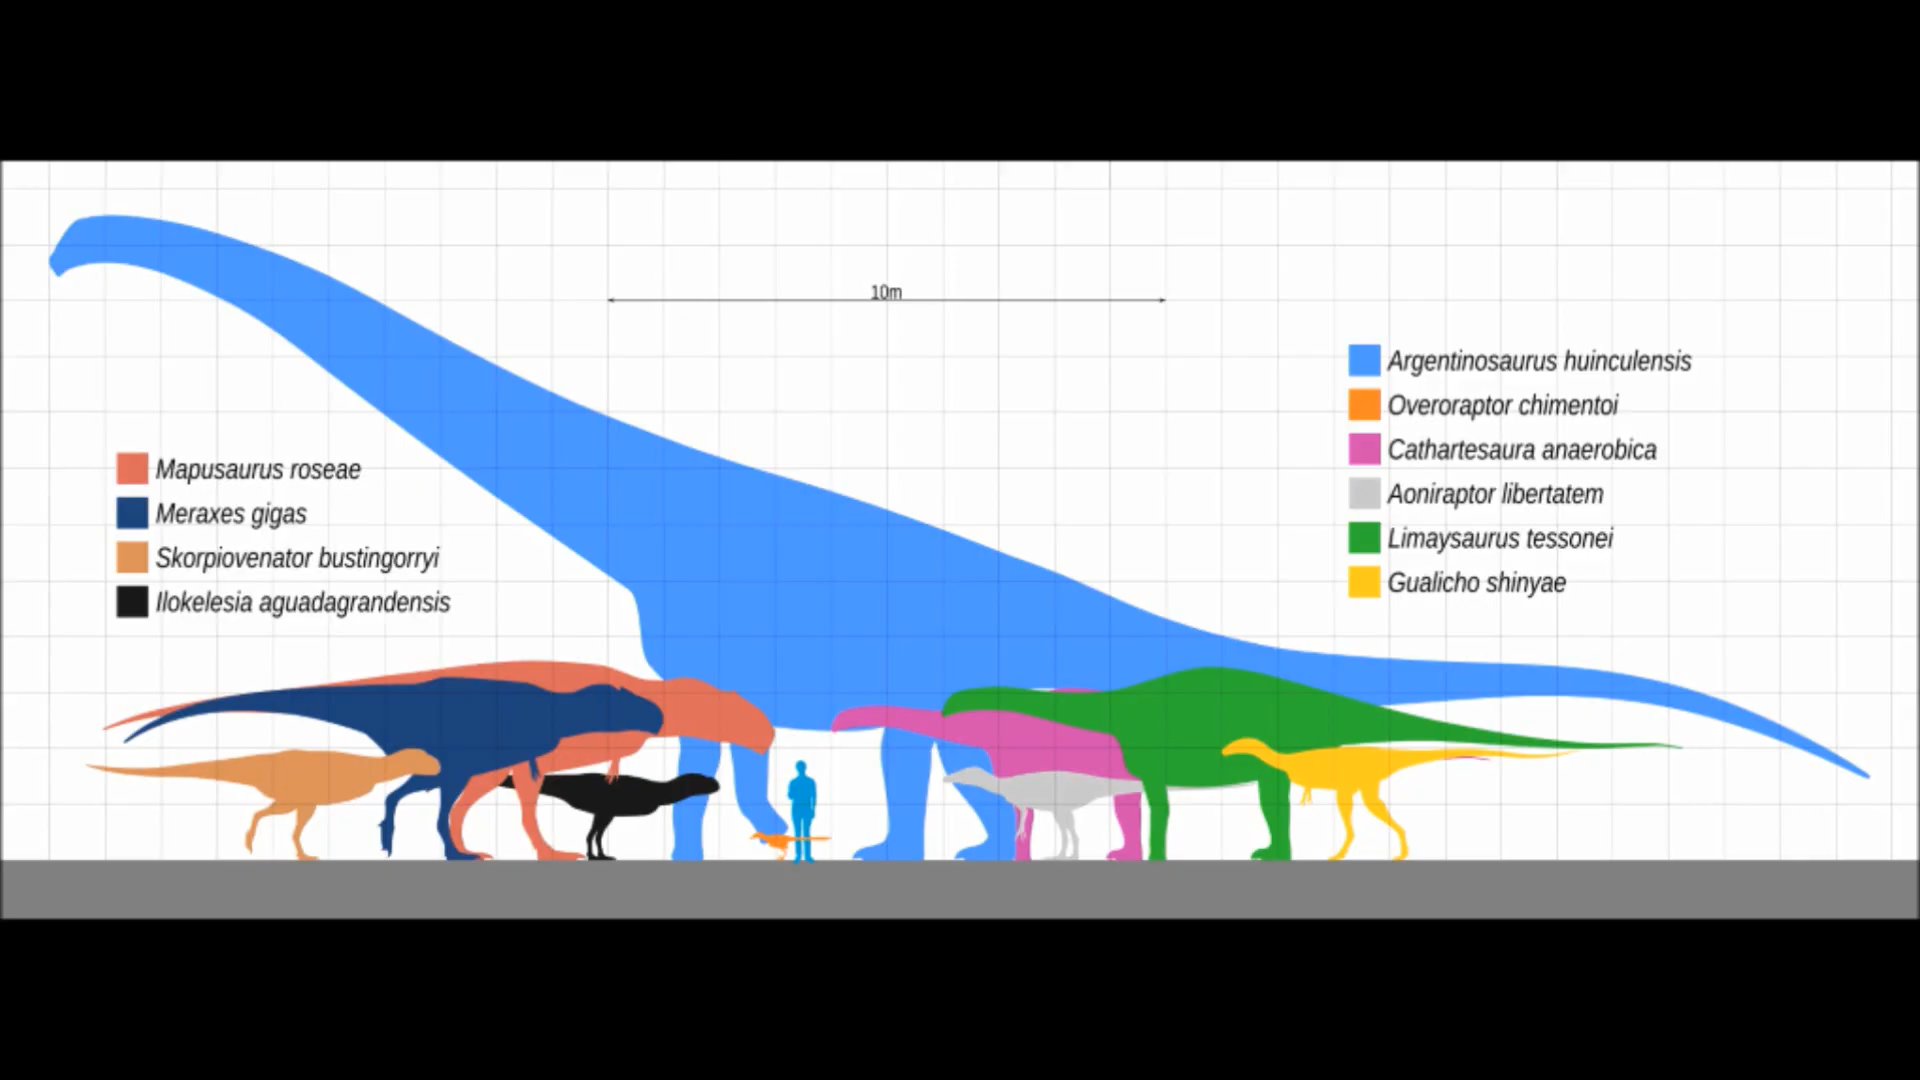 10m
Argentinosaurus huinculensis
Overoraptor chimentoi
Cathartesaura anaerobica
Aoniraptor libertatem
Limaysaurus tessonei
Gualicho shinyae
Mapusaurus roseae
Meraxes gigas
Skorpiovenator bustingorryi
Ilokelesia aguadagrandensis